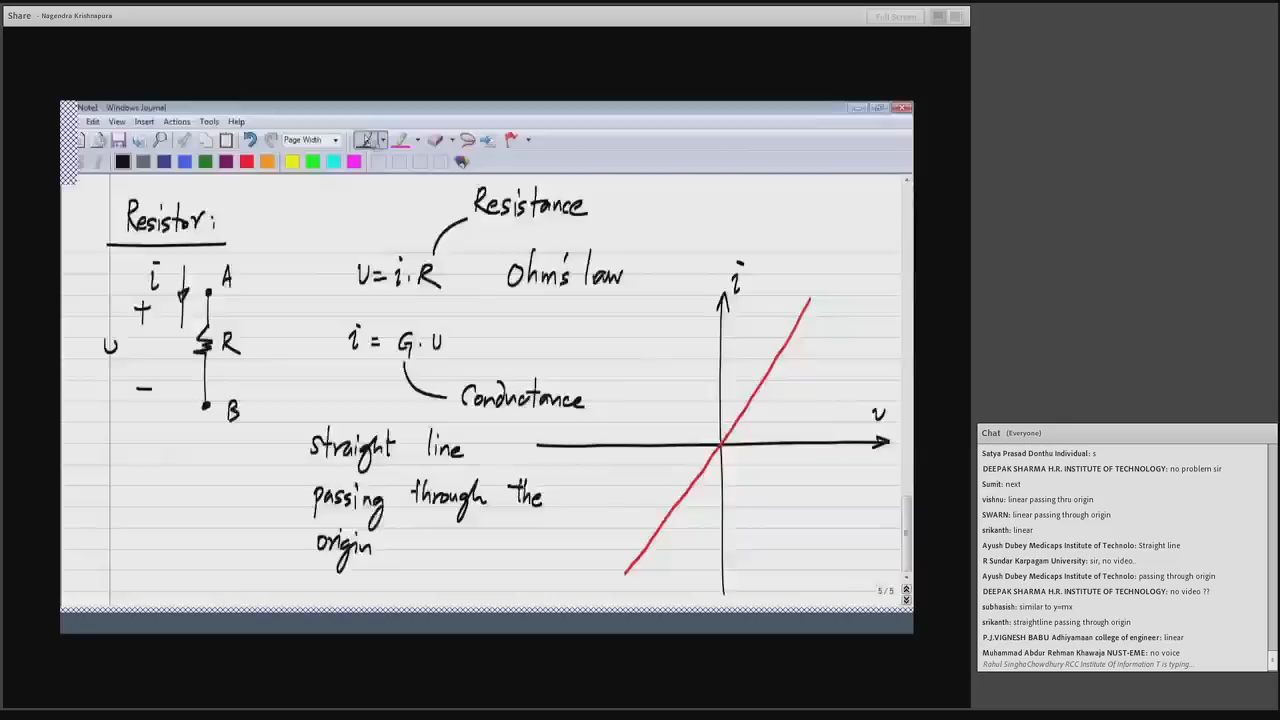 Share - Nagendra Krishnapura
Full Screen
Note1 - Windows Journal
Edit View Insert Actions Tools Help
Page Width
Resistor:
Resistance
i A
v = i . R Ohm's law
i
+
v R
i = G . v
- B
Conductance
v
straight line
passing through the
origin
5 / 5
Chat (Everyone)
Satya Prasad Donthu Individual: s
DEEPAK SHARMA H.R. INSTITUTE OF TECHNOLOGY: no problem sir
Sumit: next
vishnu: linear passing thru origin
SWARN: linear passing through origin
srikanth: linear
Ayush Dubey Medicaps Institute of Technolo: Straight line
R Sundar Karpagam University: sir, no video..
Ayush Dubey Medicaps Institute of Technolo: passing through origin
DEEPAK SHARMA H.R. INSTITUTE OF TECHNOLOGY: no video ??
subhasish: similar to y=mx
srikanth: straightline passing through origin
P.J.VIGNESH BABU Adhiyamaan college of engineer: linear
Muhammad Abdur Rehman Khawaja NUST-EME: no voice
Rahul SinghaChowdhury RCC Institute Of Information T is typing...